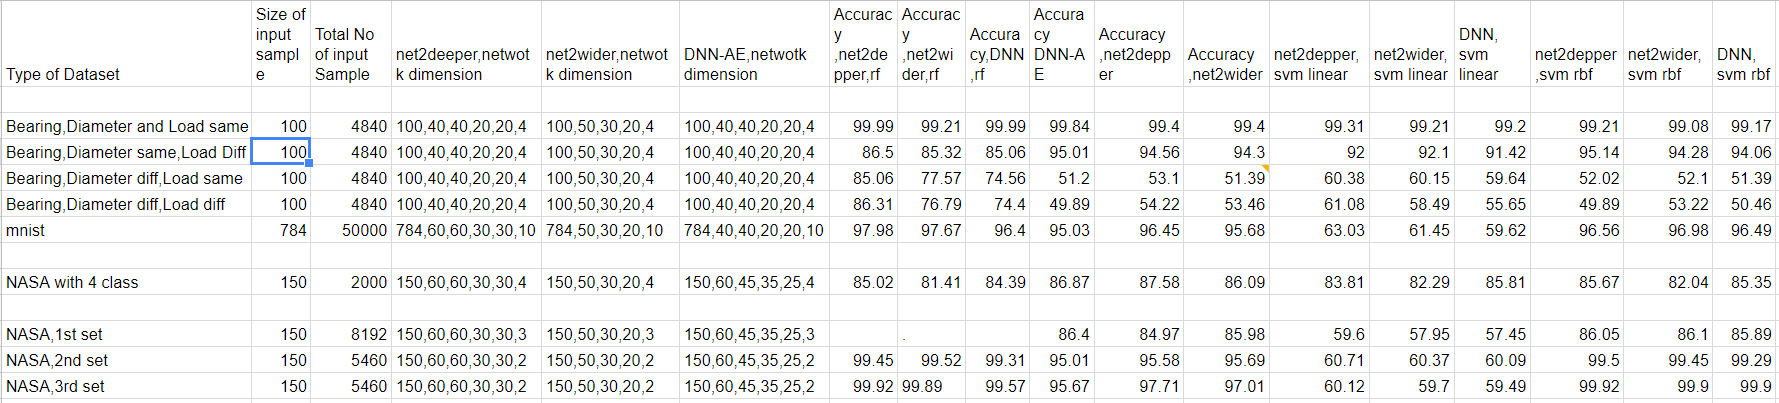 Type of Dataset	Size of input sample	Total No of input Sample	net2deeper,netwotk dimension	net2wider,netwotk dimension	DNN-AE,netwotk dimension	Accuracy ,net2depper,rf	Accuracy ,net2wider,rf	Accuracy,DNN ,rf	Accuracy DNN-AE	Accuracy ,net2depper	Accuracy ,net2wider	net2depper, svm linear	net2wider, svm linear	DNN, svm linear	net2depper ,svm rbf	net2wider, svm rbf	DNN, svm rbf
Bearing,Diameter and Load same	100	4840	100,40,40,20,20,4	100,50,30,20,4	100,40,40,20,20,4	99.99	99.21	99.99	99.84	99.4	99.4	99.31	99.21	99.2	99.21	99.08	99.17
Bearing,Diameter same,Load Diff	100	4840	100,40,40,20,20,4	100,50,30,20,4	100,40,40,20,20,4	86.5	85.32	85.06	95.01	94.56	94.3	92	92.1	91.42	95.14	94.28	94.06
Bearing,Diameter diff,Load same	100	4840	100,40,40,20,20,4	100,50,30,20,4	100,40,40,20,20,4	85.06	77.57	74.56	51.2	53.1	51.39	60.38	60.15	59.64	52.02	52.1	51.39
Bearing,Diameter diff,Load diff	100	4840	100,40,40,20,20,4	100,50,30,20,4	100,40,40,20,20,4	86.31	76.79	74.4	49.89	54.22	53.46	61.08	58.49	55.65	49.89	53.22	50.46
mnist	784	50000	784,60,60,30,30,10	784,50,30,20,10	784,40,40,20,20,10	97.98	97.67	96.4	95.03	96.45	95.68	63.03	61.45	59.62	96.56	96.98	96.49
NASA with 4 class	150	2000	150,60,60,30,30,4	150,50,30,20,4	150,60,45,35,25,4	85.02	81.41	84.39	86.87	87.58	86.09	83.81	82.29	85.81	85.67	82.04	85.35
NASA,1st set	150	8192	150,60,60,30,30,3	150,50,30,20,3	150,60,45,35,25,3		.		86.4	84.97	85.98	59.6	57.95	57.45	86.05	86.1	85.89
NASA,2nd set	150	5460	150,60,60,30,30,2	150,50,30,20,2	150,60,45,35,25,2	99.45	99.52	99.31	95.01	95.58	95.69	60.71	60.37	60.09	99.5	99.45	99.29
NASA,3rd set	150	5460	150,60,60,30,30,2	150,50,30,20,2	150,60,45,35,25,2	99.92	99.89	99.57	95.67	97.71	97.01	60.12	59.7	59.49	99.92	99.9	99.9